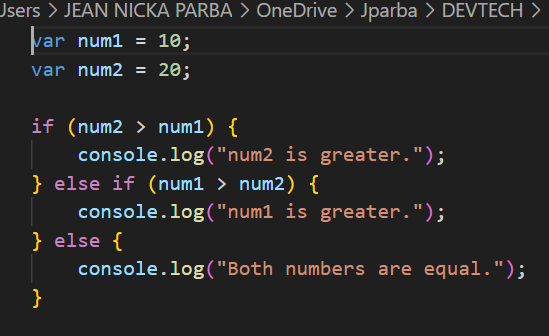 Users > JEAN NICKA PARBA > OneDrive > Jparba > DEVTECH >
var num1 = 10;
var num2 = 20;
if (num2 > num1) {
console.log("num2 is greater.");
} else if (num1 > num2) {
console.log("num1 is greater.");
} else {
console.log("Both numbers are equal.");
}